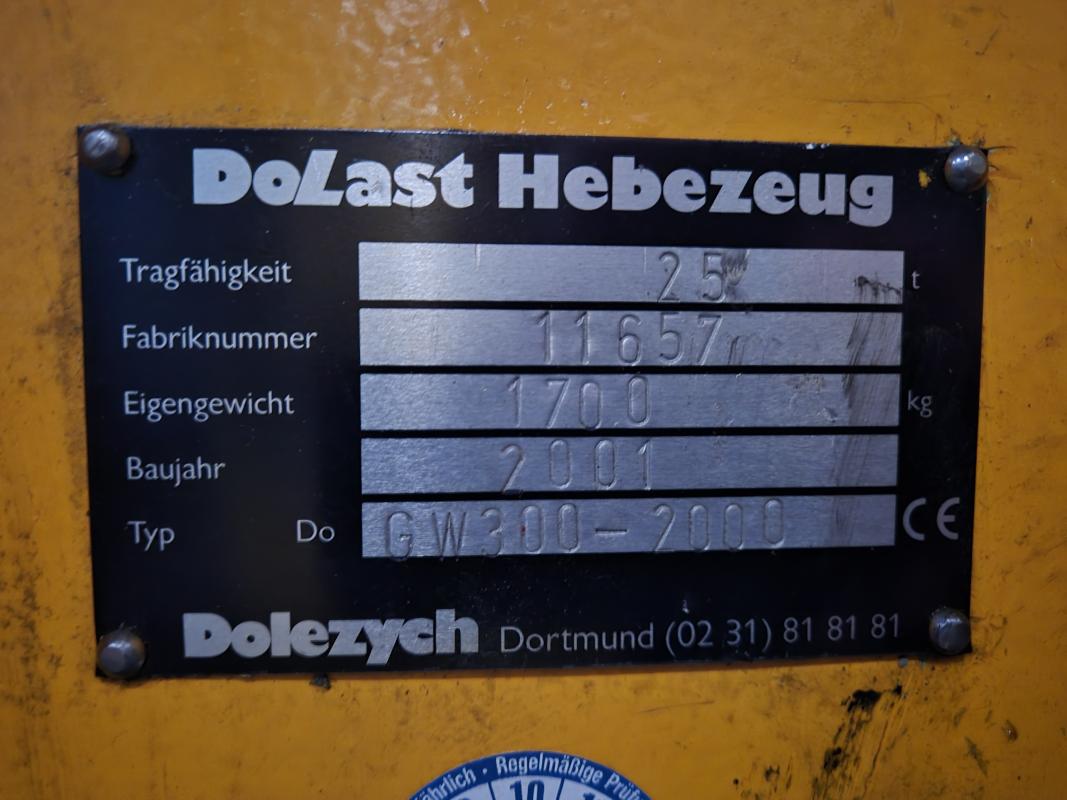 DoLast Hebezeug
Tragfähigkeit 25 t
Fabriknummer 11657
Eigengewicht 1700 kg
Baujahr 2001
Typ Do GW300-2000 CE
Dolezych Dortmund (02 31) 81 81 81
Regelmäßige
10